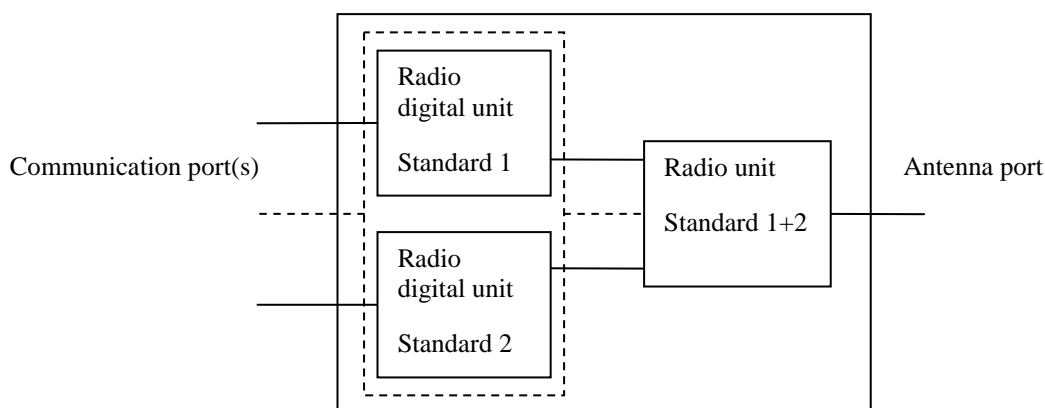 Communication port(s)
Radio
digital unit
Standard 1
Radio
digital unit
Standard 2
Radio unit
Standard 1+2
Antenna port